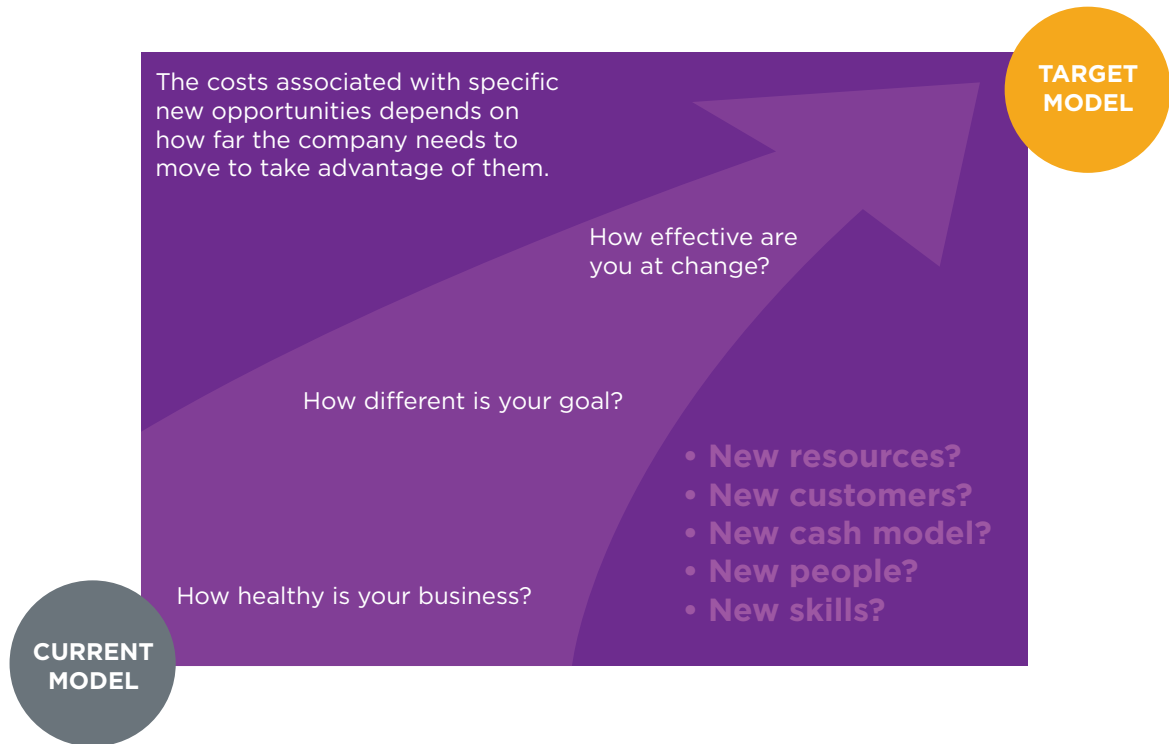 The costs associated with specific
new opportunities depends on
how far the company needs to
move to take advantage of them.
TARGET
MODEL
How effective are
you at change?
How different is your goal?
• New resources?
• New customers?
• New cash model?
• New people?
• New skills?
How healthy is your business?
CURRENT
MODEL